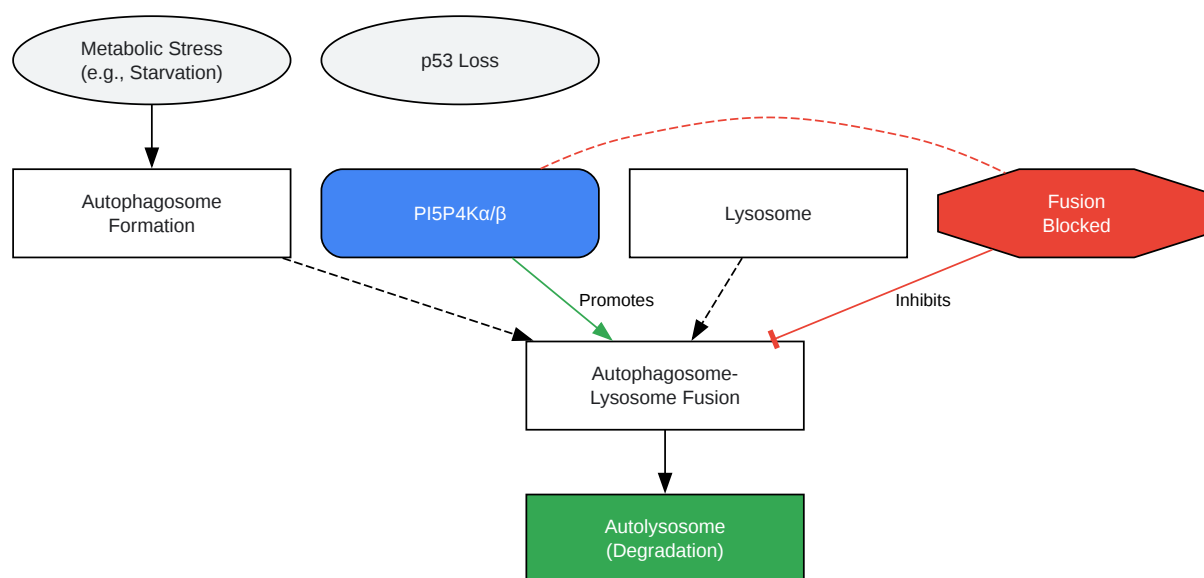 Metabolic Stress
(e.g., Starvation)
p53 Loss
Autophagosome
Formation
PI5P4Kα/β
Lysosome
Fusion
Blocked
Promotes
Inhibits
Autophagosome-
Lysosome Fusion
Autolysosome
(Degradation)